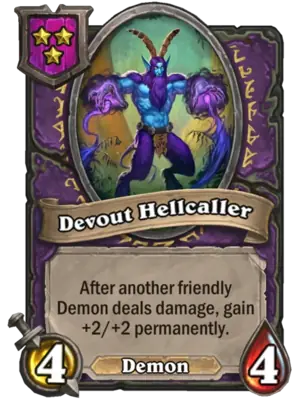 Devout Hellcaller
After another friendly
Demon deals damage, gain
+2/+2 permanently.
4
Demon
4